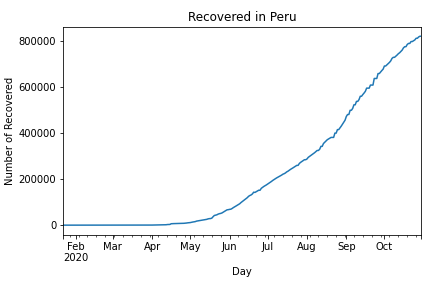 Recovered in Peru
Number of Recovered
800000
600000
400000
200000
0
Feb Mar Apr May Jun Jul Aug Sep Oct
2020
Day